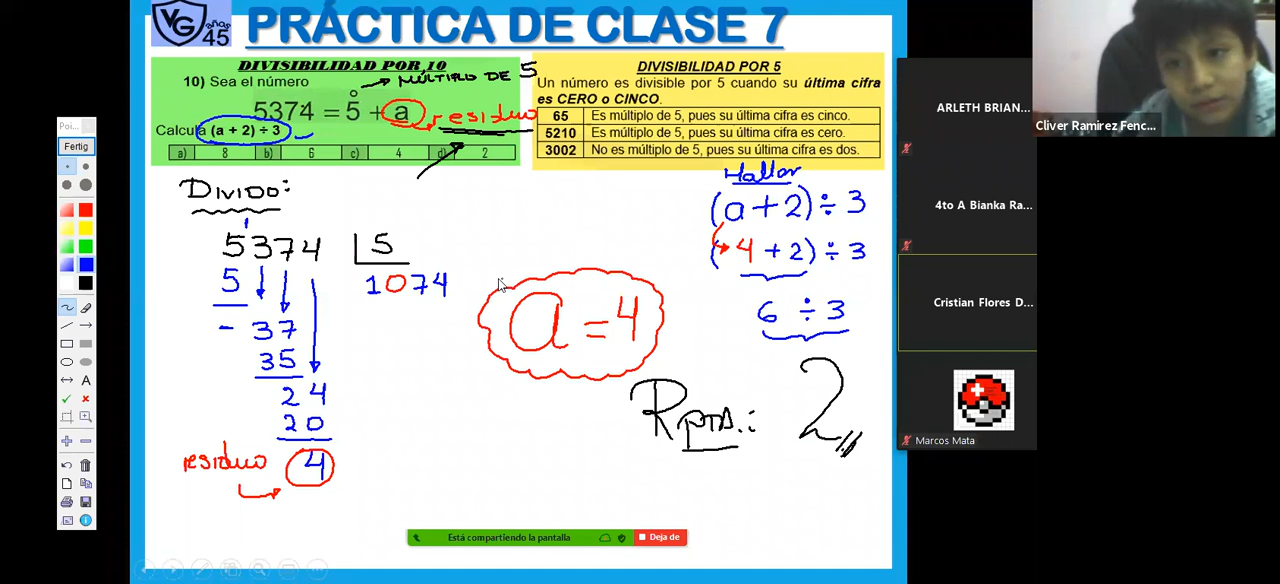 VG
años
45
PRÁCTICA DE CLASE 7
DIVISIBILIDAD POR 10
10) Sea el número
MÚLTIPLO DE 5
5374 = 5 + a
residuo
Calcula (a + 2) ÷ 3
a) 8 b) 6 c) 4 d) 2
DIVISIBILIDAD POR 5
Un número es divisible por 5 cuando su última cifra
es CERO o CINCO.
65 Es múltiplo de 5, pues su última cifra es cinco.
5210 Es múltiplo de 5, pues su última cifra es cero.
3002 No es múltiplo de 5, pues su última cifra es dos.
DIVIDO:
5374 5
5 1074
- 37
35
24
20
residuo 4
a = 4
Hallar
(a + 2) ÷ 3
(4 + 2) ÷ 3
6 ÷ 3
Rpta.: 2
Poi...
Fertig
A
Está compartiendo la pantalla
Deja de
Cliver Ramirez Fenc...
ARLETH BRIAN...
4to A Bianka Ra...
Cristian Flores D...
Marcos Mata